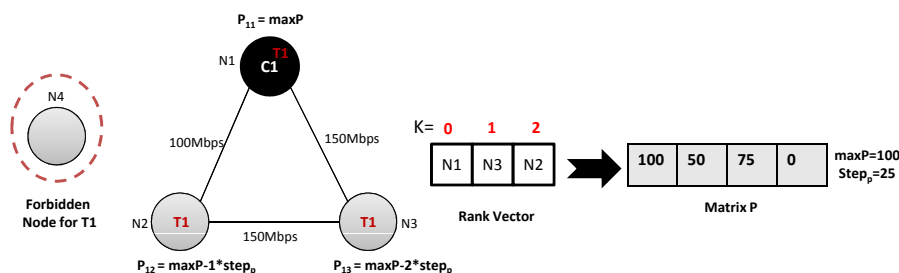 P11 = maxP
N1
T1
C1
N4
Forbidden
Node for T1
100Mbps
150Mbps
150Mbps
N2
T1
T1
N3
P12 = maxP-1*stepp
P13 = maxP-2*stepp
K= 0 1 2
N1 N3 N2
Rank Vector
100 50 75 0
Matrix P
maxP=100
Stepp=25